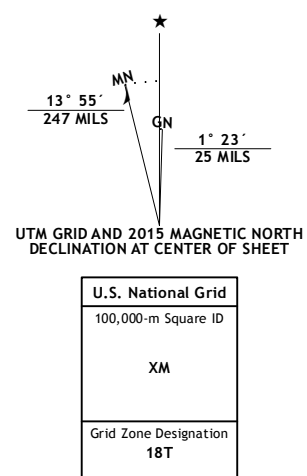 MN
13° 55´
247 MILS
GN
1° 23´
25 MILS
UTM GRID AND 2015 MAGNETIC NORTH
DECLINATION AT CENTER OF SHEET
U.S. National Grid
100,000-m Square ID
XM
Grid Zone Designation
18T